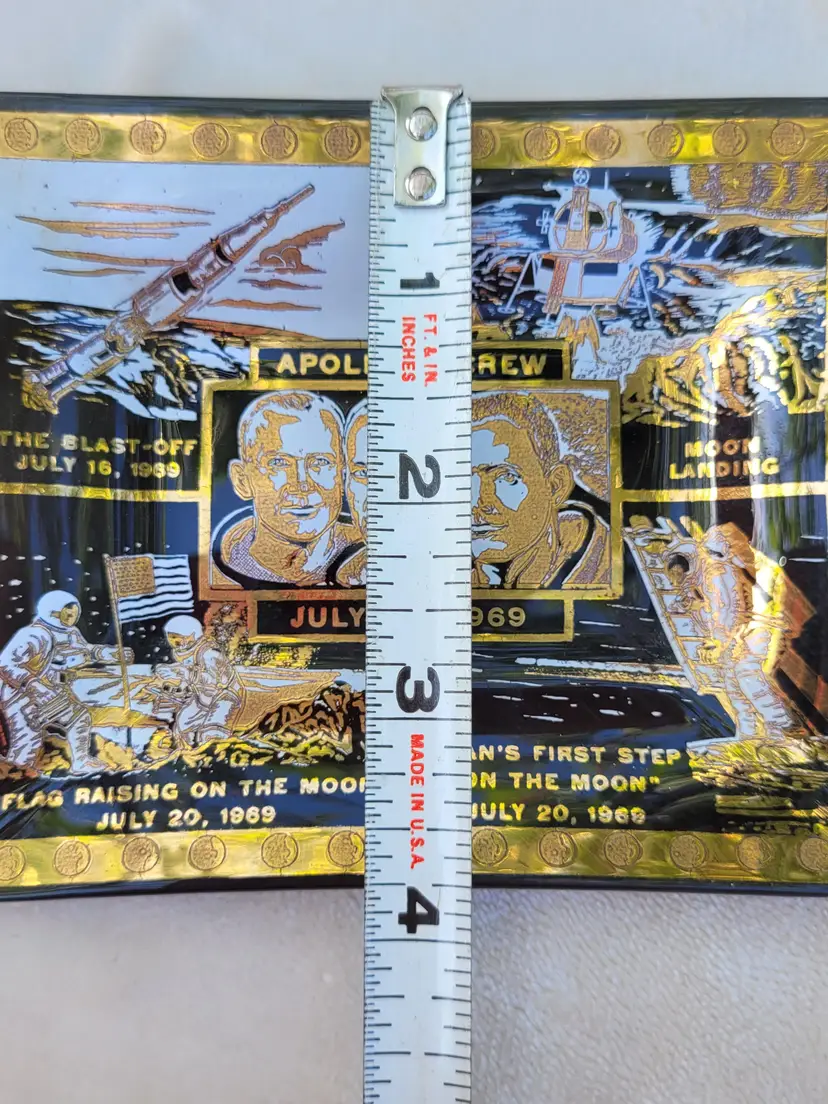 APOL REW
THE BLAST-OFF
JULY 16, 1969
MOON
LANDING
JULY 969
FLAG RAISING ON THE MOO
JULY 20, 1969
AN'S FIRST STEP
ON THE MOON"
JULY 20, 1969
1
FT. & IN.
INCHES
2
3
MADE IN U.S.A.
4